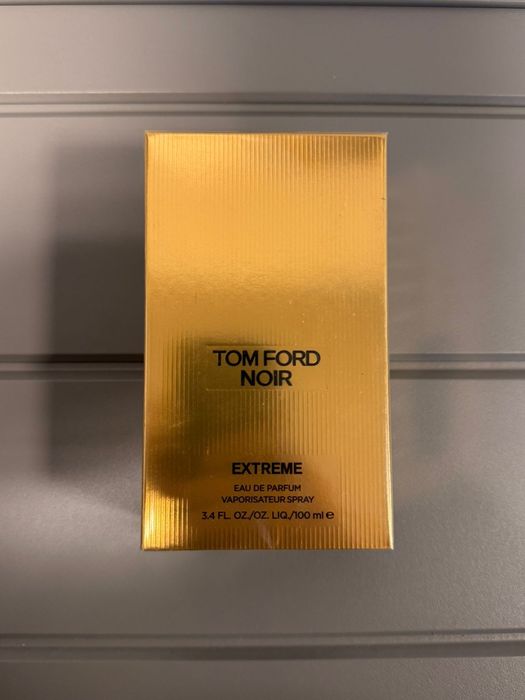 TOM FORD
NOIR
EXTREME
EAU DE PARFUM
VAPORISATEUR SPRAY
3.4 FL. OZ./OZ. LIQ./100 ml ℮